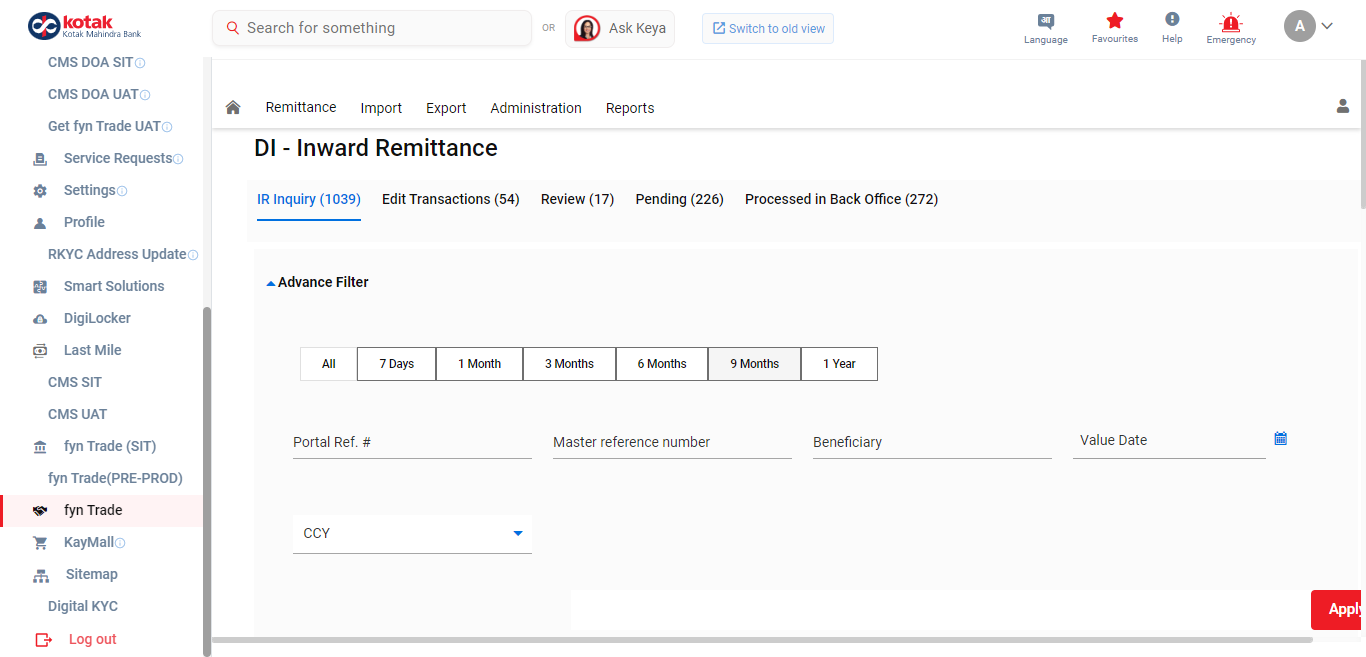 kotak
Kotak Mahindra Bank
Search for something
OR
Ask Keya
Switch to old view
Language
Favourites
Help
Emergency
A
CMS DOA SIT
CMS DOA UAT
Get fyn Trade UAT
Service Requests
Settings
Profile
RKYC Address Update
Smart Solutions
DigiLocker
Last Mile
CMS SIT
CMS UAT
fyn Trade (SIT)
fyn Trade(PRE-PROD)
fyn Trade
KayMall
Sitemap
Digital KYC
Log out
Remittance Import Export Administration Reports
DI - Inward Remittance
IR Inquiry (1039) Edit Transactions (54) Review (17) Pending (226) Processed in Back Office (272)
Advance Filter
All 7 Days 1 Month 3 Months 6 Months 9 Months 1 Year
Portal Ref. # Master reference number Beneficiary Value Date
CCY
Apply